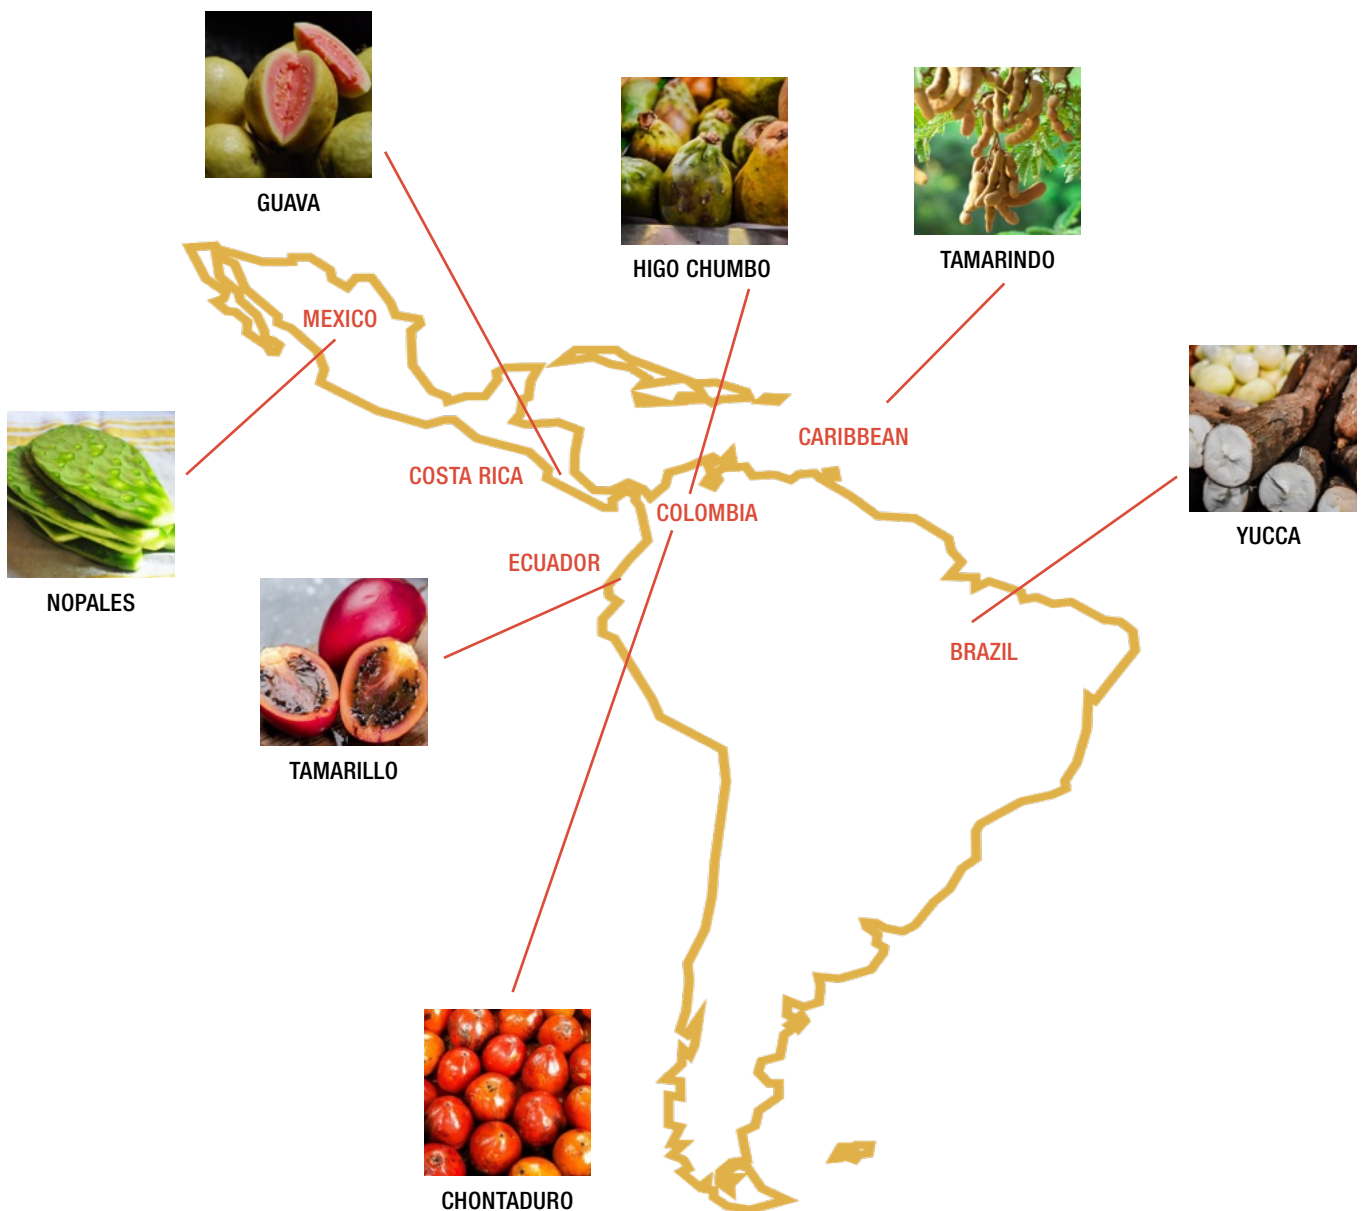 GUAVA
HIGO CHUMBO
TAMARINDO
MEXICO
CARIBBEAN
COSTA RICA
COLOMBIA
YUCCA
ECUADOR
NOPALES
BRAZIL
TAMARILLO
CHONTADURO